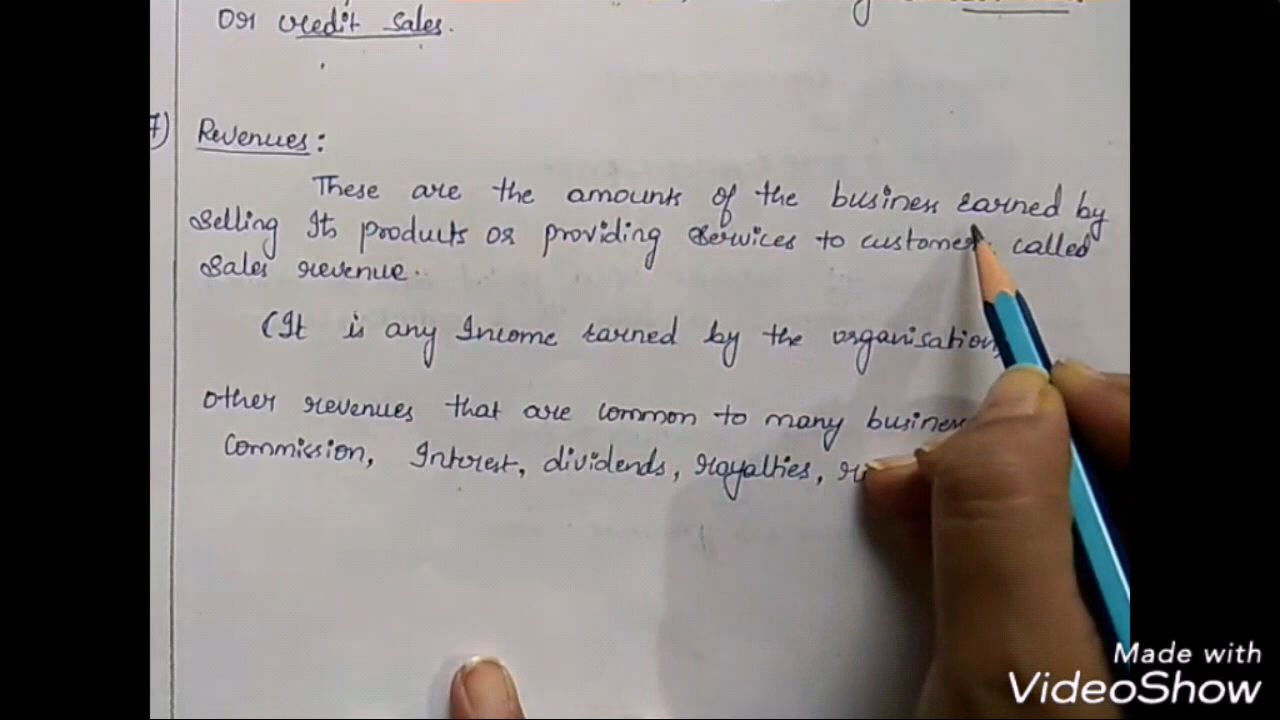 or credit sales.
7) Revenues:
These are the amounts of the business earned by
selling Its products or providing services to customer called
sales revenue.
(It is any Income earned by the organisation,
other revenues that are common to many business
Commission, Interest, dividends, royalties,
Made with
VideoShow